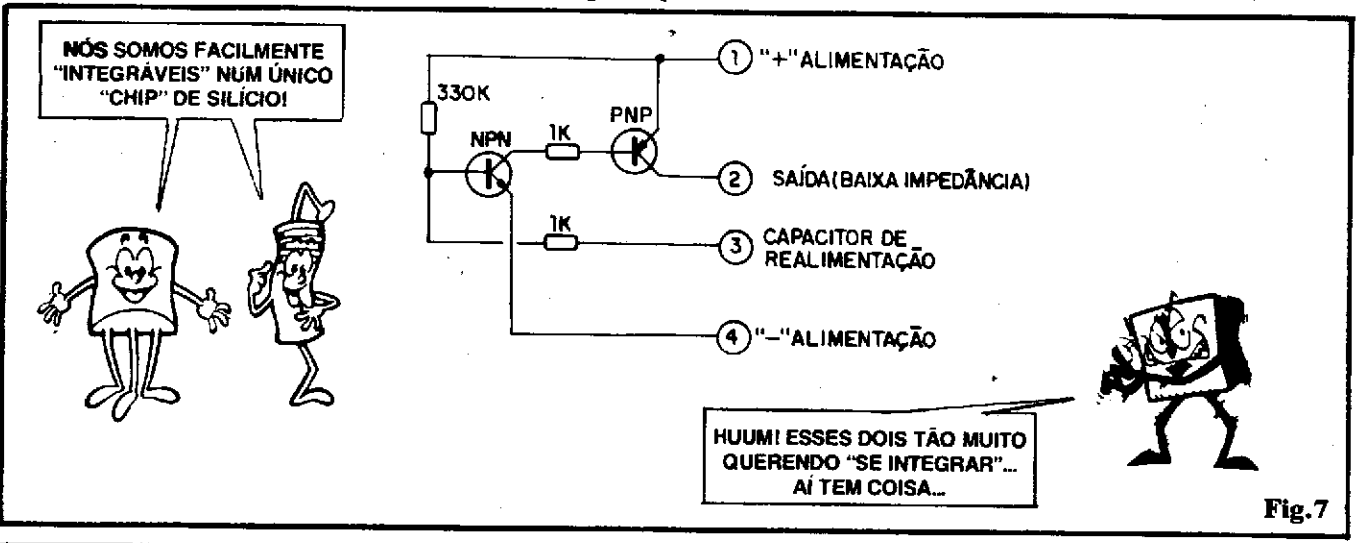 NÓS SOMOS FACILMENTE
"INTEGRÁVEIS" NUM ÚNICO
"CHIP" DE SILÍCIO!
1 "+"ALIMENTAÇÃO
330K
PNP
NPN
1K
2 SAÍDA (BAIXA IMPEDÂNCIA)
1K
3 CAPACITOR DE
REALIMENTAÇÃO
4 "–"ALIMENTAÇÃO
HUUM! ESSES DOIS TÃO MUITO
QUERENDO "SE INTEGRAR"...
AÍ TEM COISA...
Fig.7